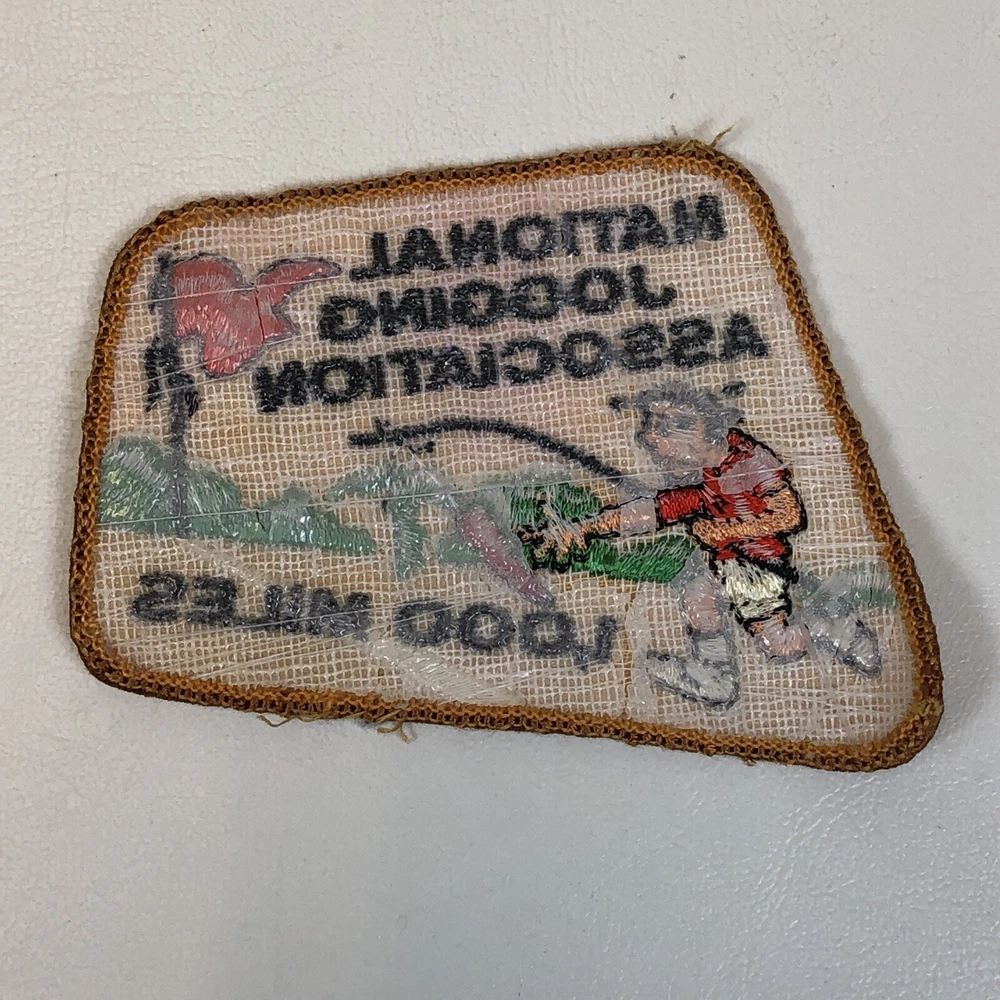 NATIONAL
JOGGING
ASSOCIATION
1,000 MILES